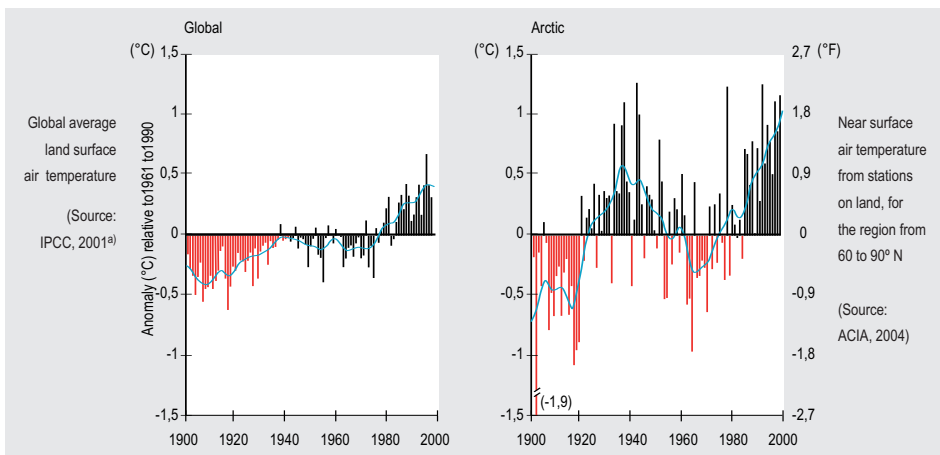 Global
Arctic
(°C)
1,5
1
0,5
0
-0,5
-1
-1,5
Anomaly (°C) relative to1961 to1990
1900
1920
1940
1960
1980
2000
Global average
land surface
air temperature
(Source:
IPCC, 2001a)
(°C)
1,5
1
0,5
0
-0,5
-1
-1,5
(-1,9)
1900
1920
1940
1960
1980
2000
2,7 (°F)
1,8
0,9
0
-0,9
-1,8
-2,7
Near surface
air temperature
from stations
on land, for
the region from
60 to 90º N
(Source:
ACIA, 2004)